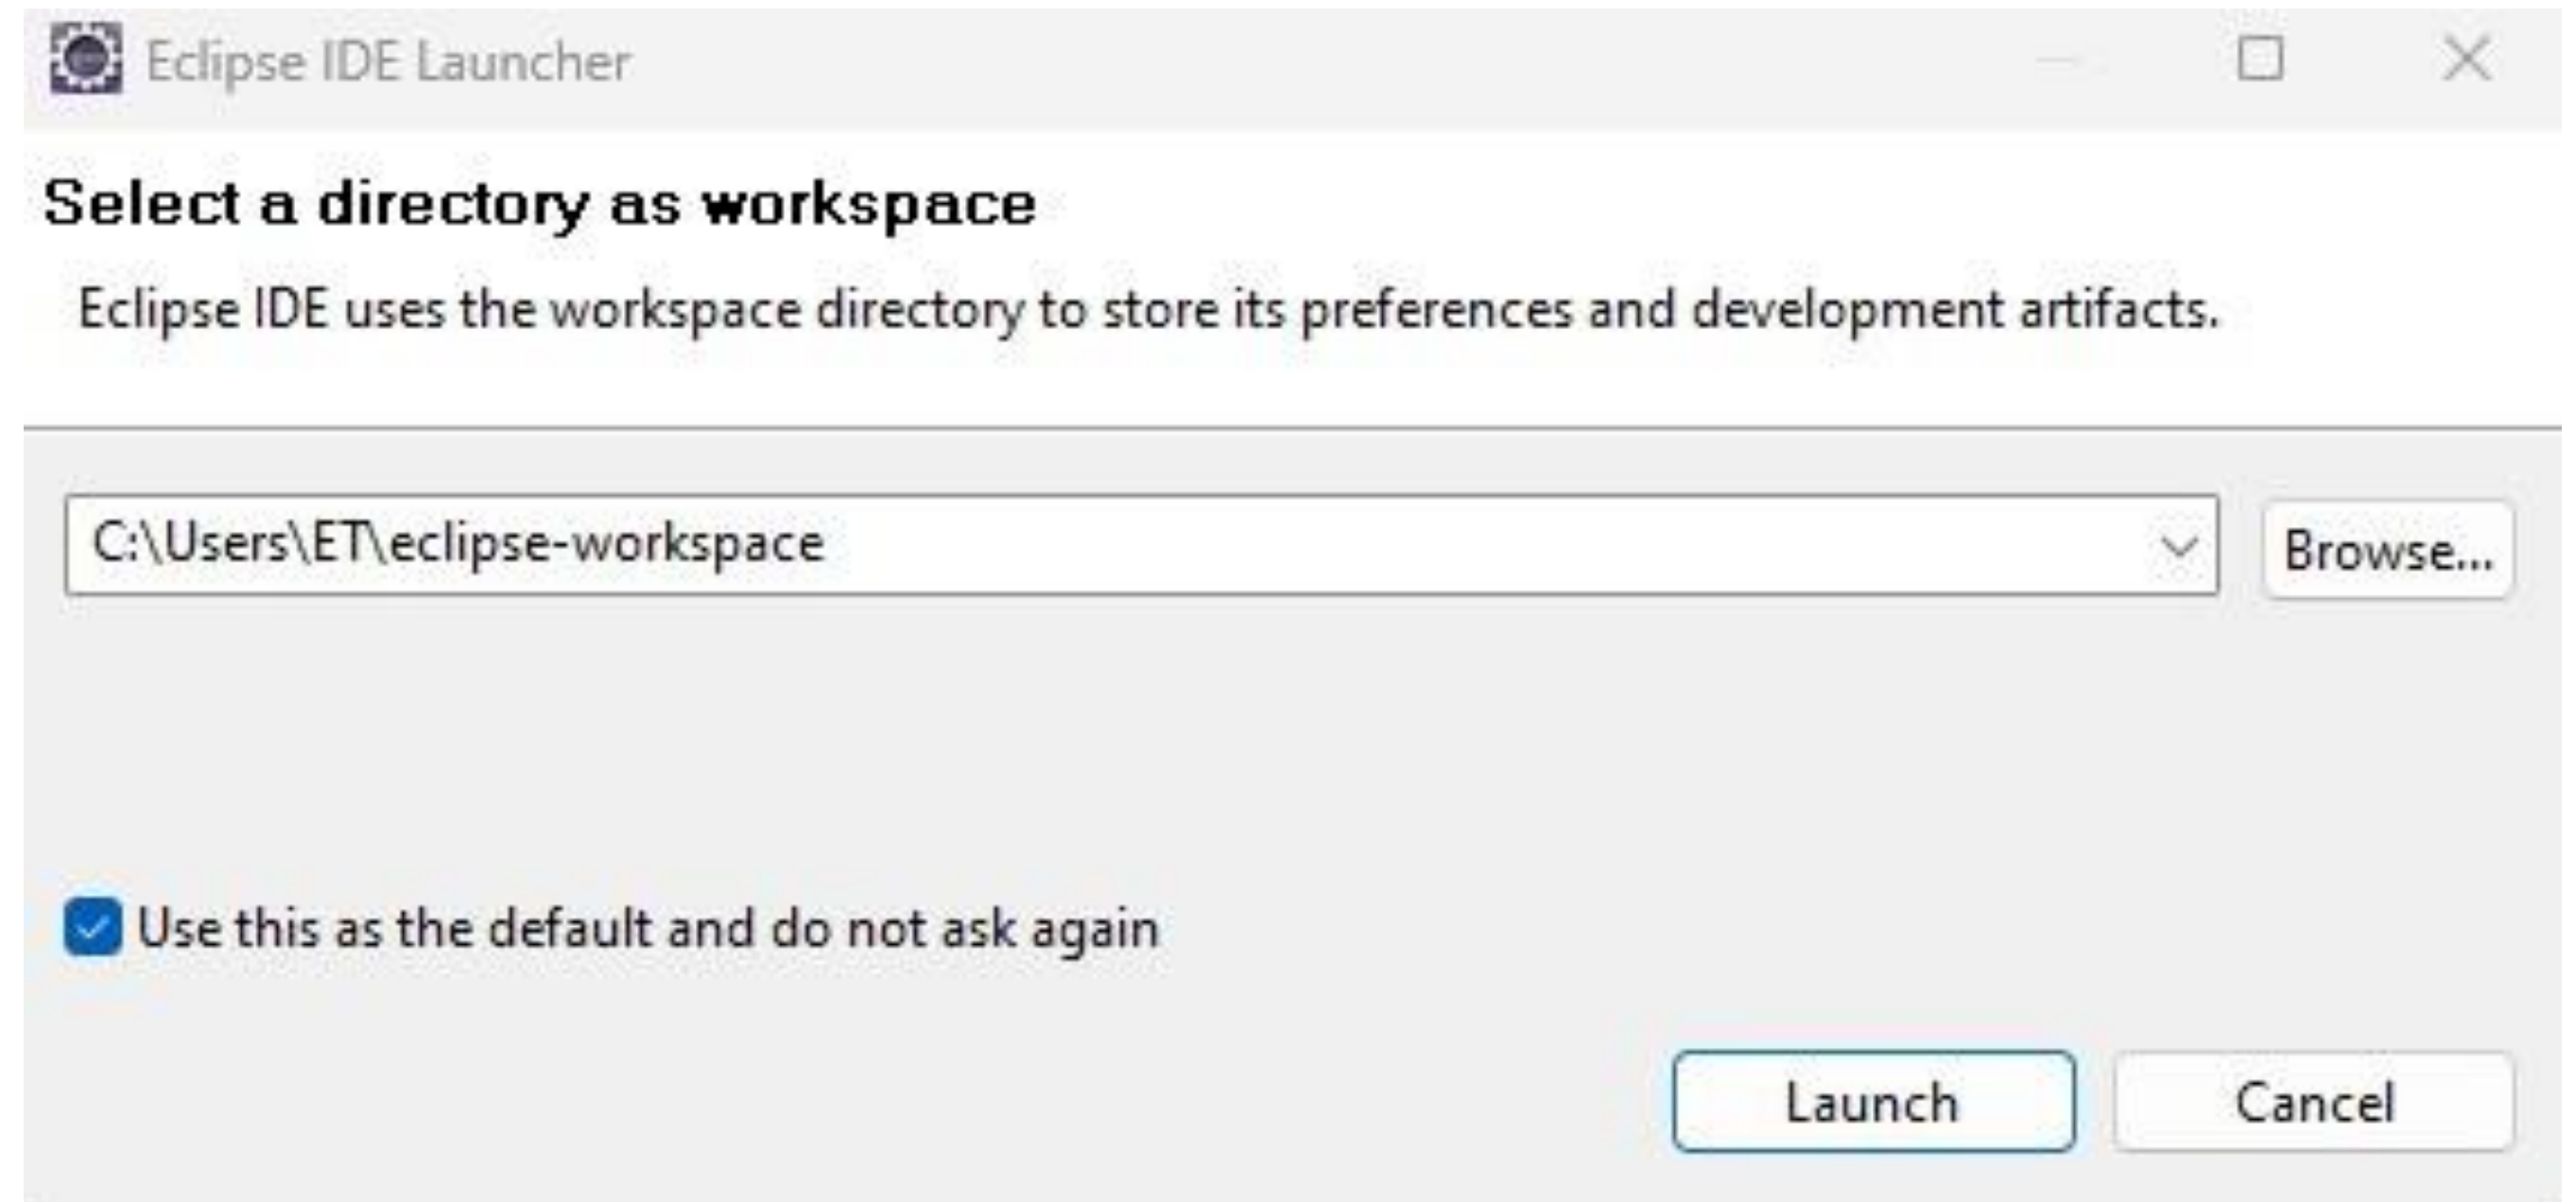 Eclipse IDE Launcher
Select a directory as workspace
Eclipse IDE uses the workspace directory to store its preferences and development artifacts.
C:\Users\ET\eclipse-workspace
Browse...
Use this as the default and do not ask again
Launch
Cancel